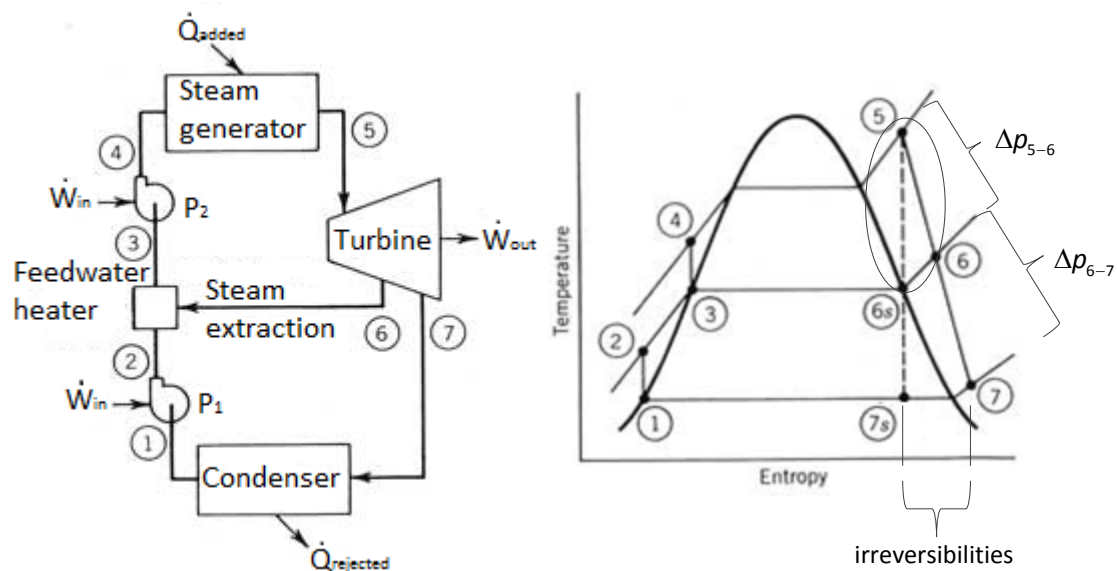 Q̇added
Steam
generator
4
5
Ẇin
P2
3
Turbine
Ẇout
Feedwater
heater
Steam
extraction
6
7
2
Ẇin
P1
1
Condenser
Q̇rejected
Temperature
5
Δp5–6
4
6
Δp6–7
3
6s
2
1
7s
7
Entropy
irreversibilities